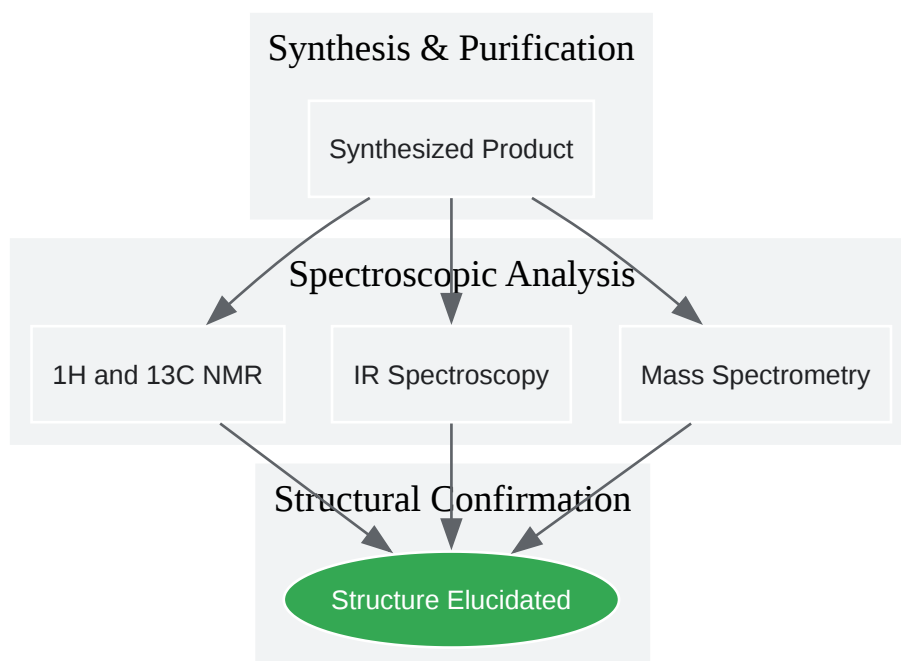 Synthesis & Purification
Synthesized Product
Spectroscopic Analysis
1H and 13C NMR
IR Spectroscopy
Mass Spectrometry
Structural Confirmation
Structure Elucidated